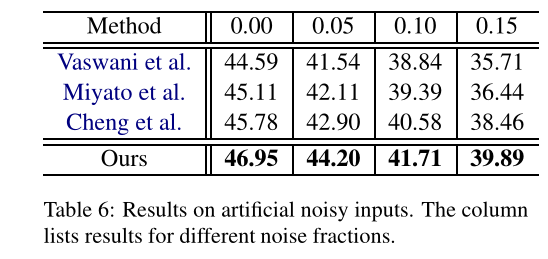 Method 0.00 0.05 0.10 0.15
Vaswani et al. 44.59 41.54 38.84 35.71
Miyato et al. 45.11 42.11 39.39 36.44
Cheng et al. 45.78 42.90 40.58 38.46
Ours 46.95 44.20 41.71 39.89
Table 6: Results on artificial noisy inputs. The column
lists results for different noise fractions.